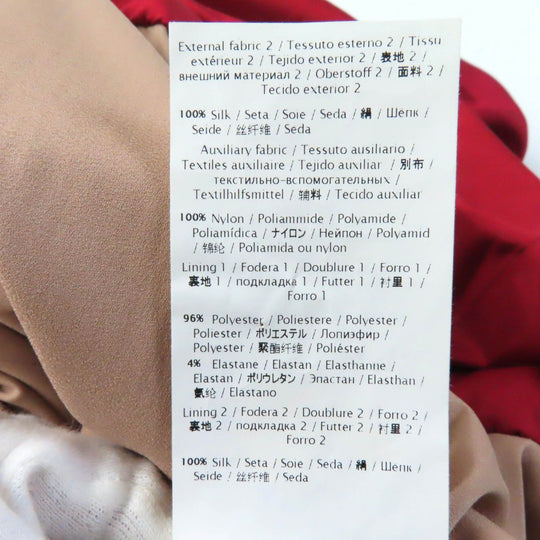 External fabric 2 / Tessuto esterno 2 / Tissu
extérieur 2 / Tejido exterior 2 / 表地 2 /
внешний материал 2 / Oberstoff 2 / 面料 2 /
Tecido exterior 2
100% Silk / Seta / Soie / Seda / 絹 / Шёлк /
Seide / 丝纤维 / Seda
Auxiliary fabric / Tessuto ausiliario /
Textiles auxiliaire / Tejido auxiliar / 別布 /
текстильно-вспомогательных /
Textilhilfsmittel / 辅料 / Tecido auxiliar
100% Nylon / Poliammide / Polyamide /
Poliamídica / ナイロン / Нейлон / Polyamid
/ 锦纶 / Poliamida ou nylon
Lining 1 / Fodera 1 / Doublure 1 / Forro 1 /
裏地 1 / подкладка 1 / Futter 1 / 衬里 1 /
Forro 1
96% Polyester / Poliestere / Polyester /
Poliester / ポリエステル / Лолиэфир /
Polyester / 聚酯纤维 / Poliéster
4% Elastane / Elastan / Elasthanne /
Elastan / ポリウレタン / Эластан / Elasthan /
氨纶 / Elastano
Lining 2 / Fodera 2 / Doublure 2 / Forro 2 /
裏地 2 / подкладка 2 / Futter 2 / 衬里 2 /
Forro 2
100% Silk / Seta / Soie / Seda / 絹 / Шёлк /
Seide / 丝纤维 / Seda